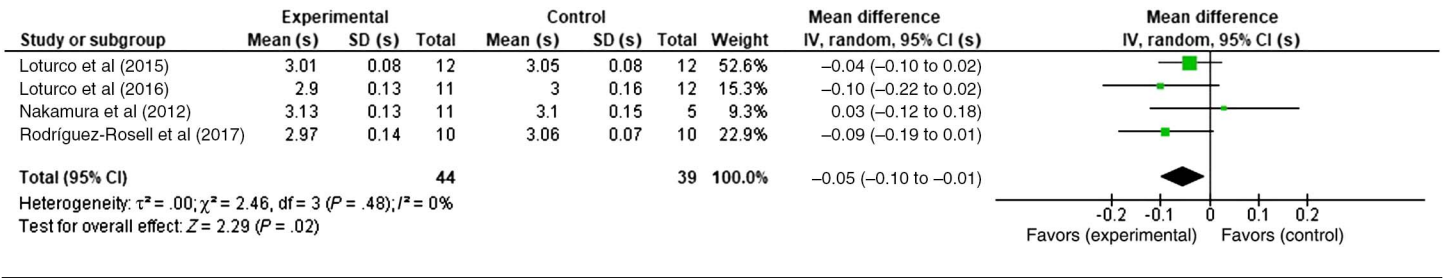 Experimental Control Mean difference Mean difference
Study or subgroup Mean (s) SD (s) Total Mean (s) SD (s) Total Weight IV, random, 95% CI (s) IV, random, 95% CI (s)
Loturco et al (2015) 3.01 0.08 12 3.05 0.08 12 52.6% –0.04 (–0.10 to 0.02)
Loturco et al (2016) 2.9 0.13 11 3 0.16 12 15.3% –0.10 (–0.22 to 0.02)
Nakamura et al (2012) 3.13 0.13 11 3.1 0.15 5 9.3% 0.03 (–0.12 to 0.18)
Rodríguez-Rosell et al (2017) 2.97 0.14 10 3.06 0.07 10 22.9% –0.09 (–0.19 to 0.01)
Total (95% CI) 44 39 100.0% –0.05 (–0.10 to –0.01)
Heterogeneity: τ² = .00; χ² = 2.46, df = 3 (P = .48); I² = 0%
Test for overall effect: Z = 2.29 (P = .02)
-0.2 -0.1 0 0.1 0.2
Favors (experimental) Favors (control)